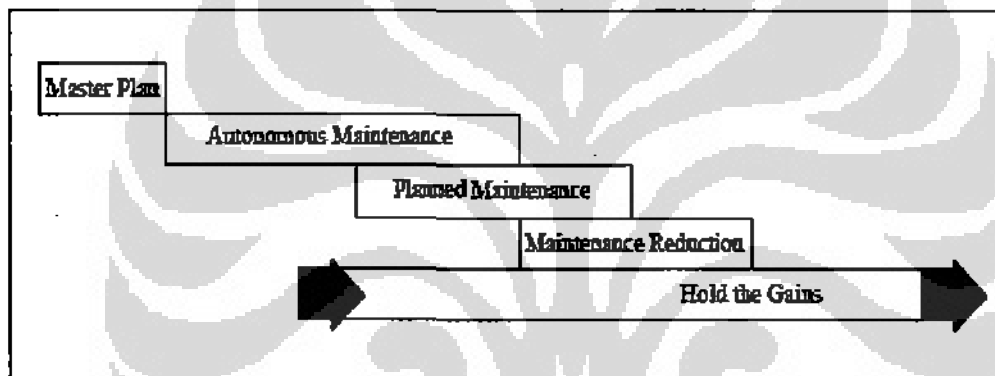 Master Plan
Autonomous Maintenance
Planned Maintenance
Maintenance Reduction
Hold the Gains